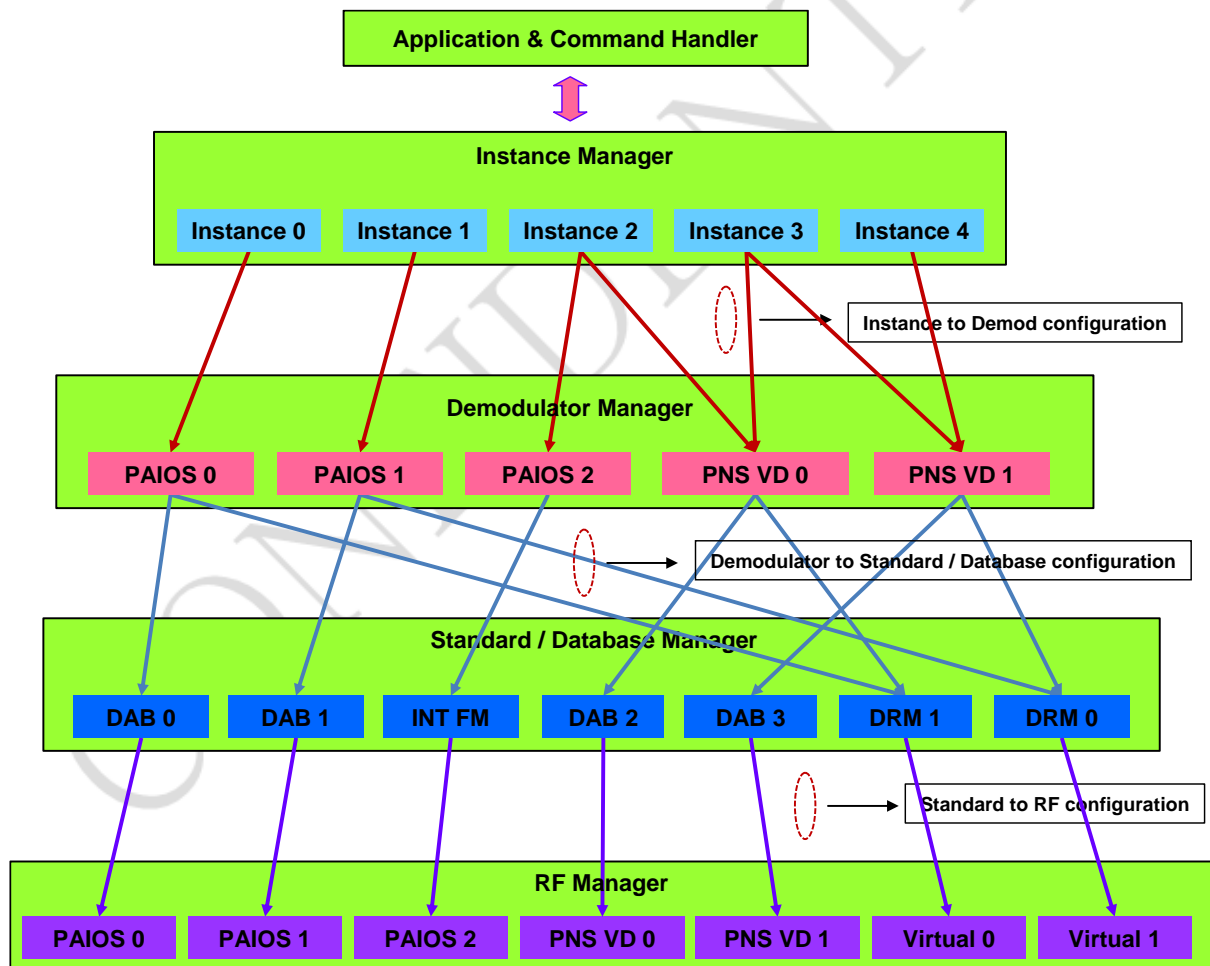 Application & Command Handler
Instance Manager
Instance 0
Instance 1
Instance 2
Instance 3
Instance 4
Instance to Demod configuration
Demodulator Manager
PAIOS 0
PAIOS 1
PAIOS 2
PNS VD 0
PNS VD 1
Demodulator to Standard / Database configuration
Standard / Database Manager
DAB 0
DAB 1
INT FM
DAB 2
DAB 3
DRM 1
DRM 0
Standard to RF configuration
RF Manager
PAIOS 0
PAIOS 1
PAIOS 2
PNS VD 0
PNS VD 1
Virtual 0
Virtual 1